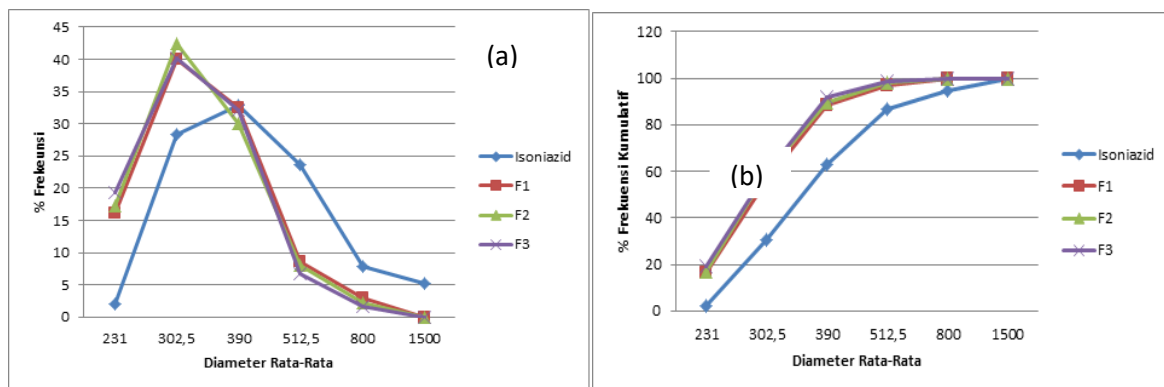 (a)
% Frekeunsi
45
40
35
30
25
20
15
10
5
0
231 302,5 390 512,5 800 1500
Diameter Rata-Rata
Isoniazid
F1
F2
F3
(b)
% Frekuensi Kumulatif
120
100
80
60
40
20
0
231 302,5 390 512,5 800 1500
Diameter Rata-Rata
Isoniazid
F1
F2
F3